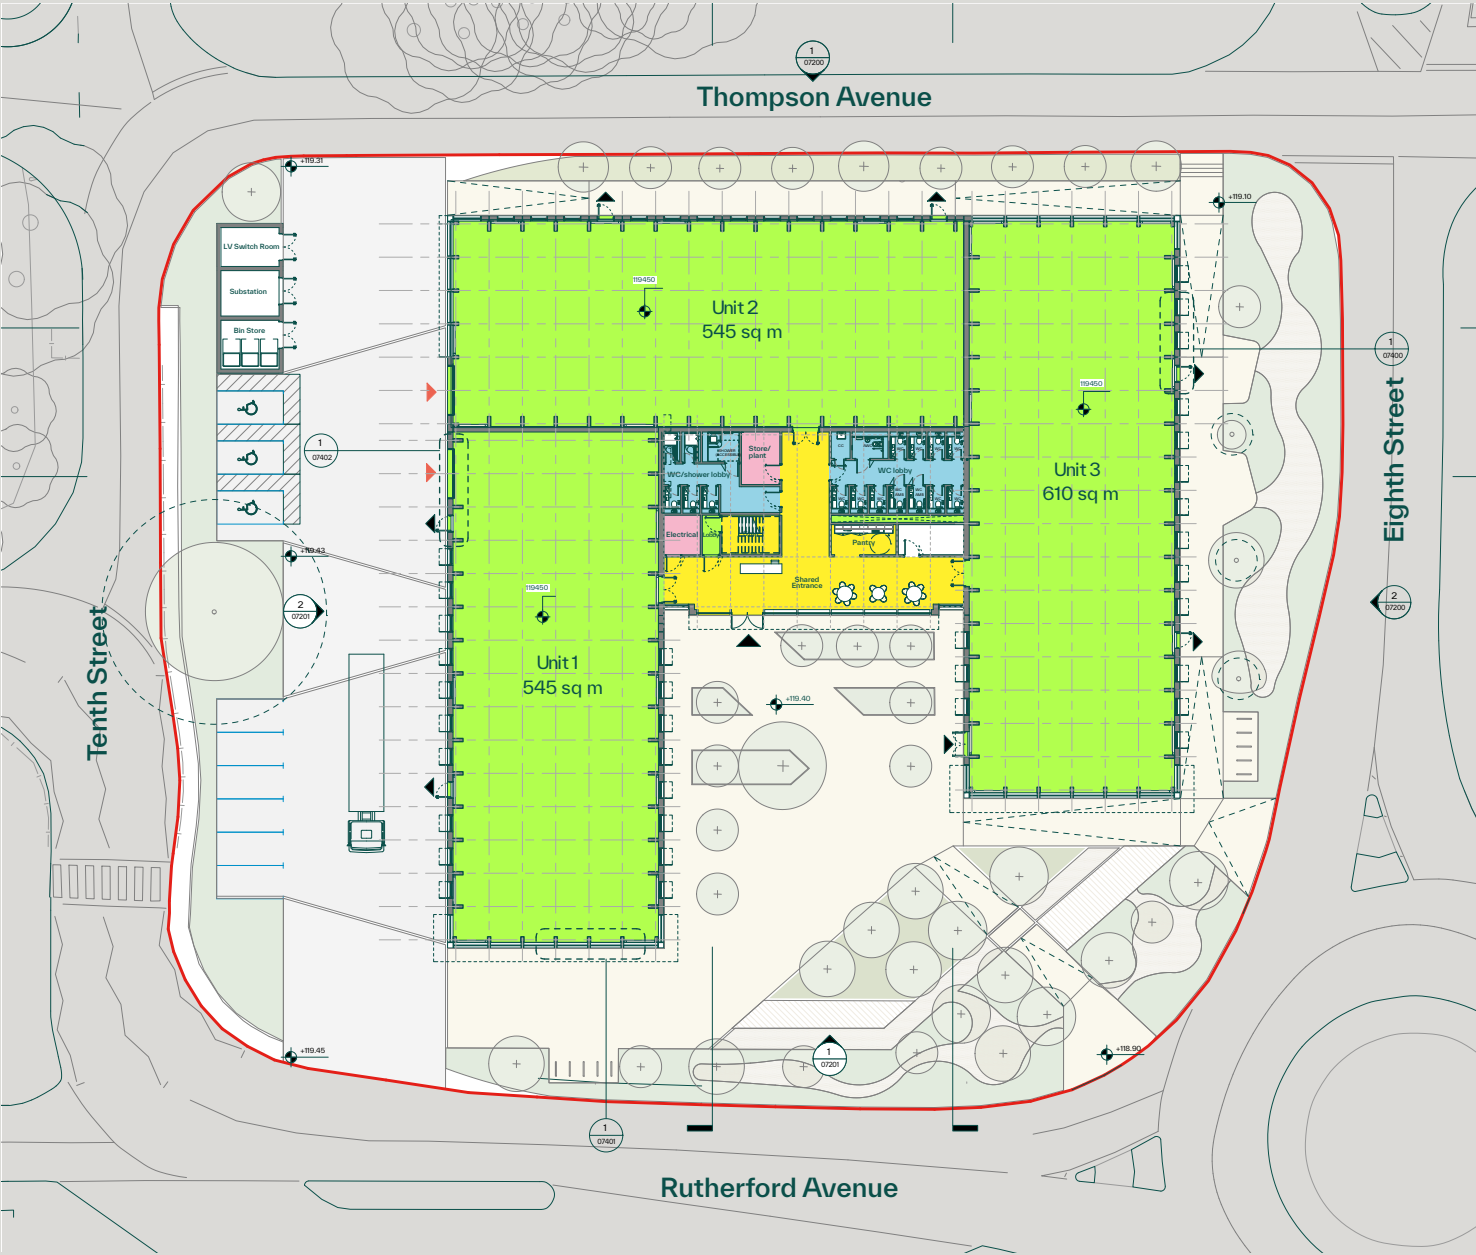 1
07200
Thompson Avenue
+119.31
+119.10
LV Switch Room
Substation
Bin Store
119450
Unit 2
545 sq m
1
07400
119450
Eighth Street
1
07402
Store/
plant
WC/shower lobby
WC lobby
Unit 3
610 sq m
Electrical
Lobby
Pantry
+119.43
Shared
Entrance
119450
2
07201
2
07200
Tenth Street
Unit 1
545 sq m
+119.40
+119.45
+118.90
1
07201
1
07401
Rutherford Avenue